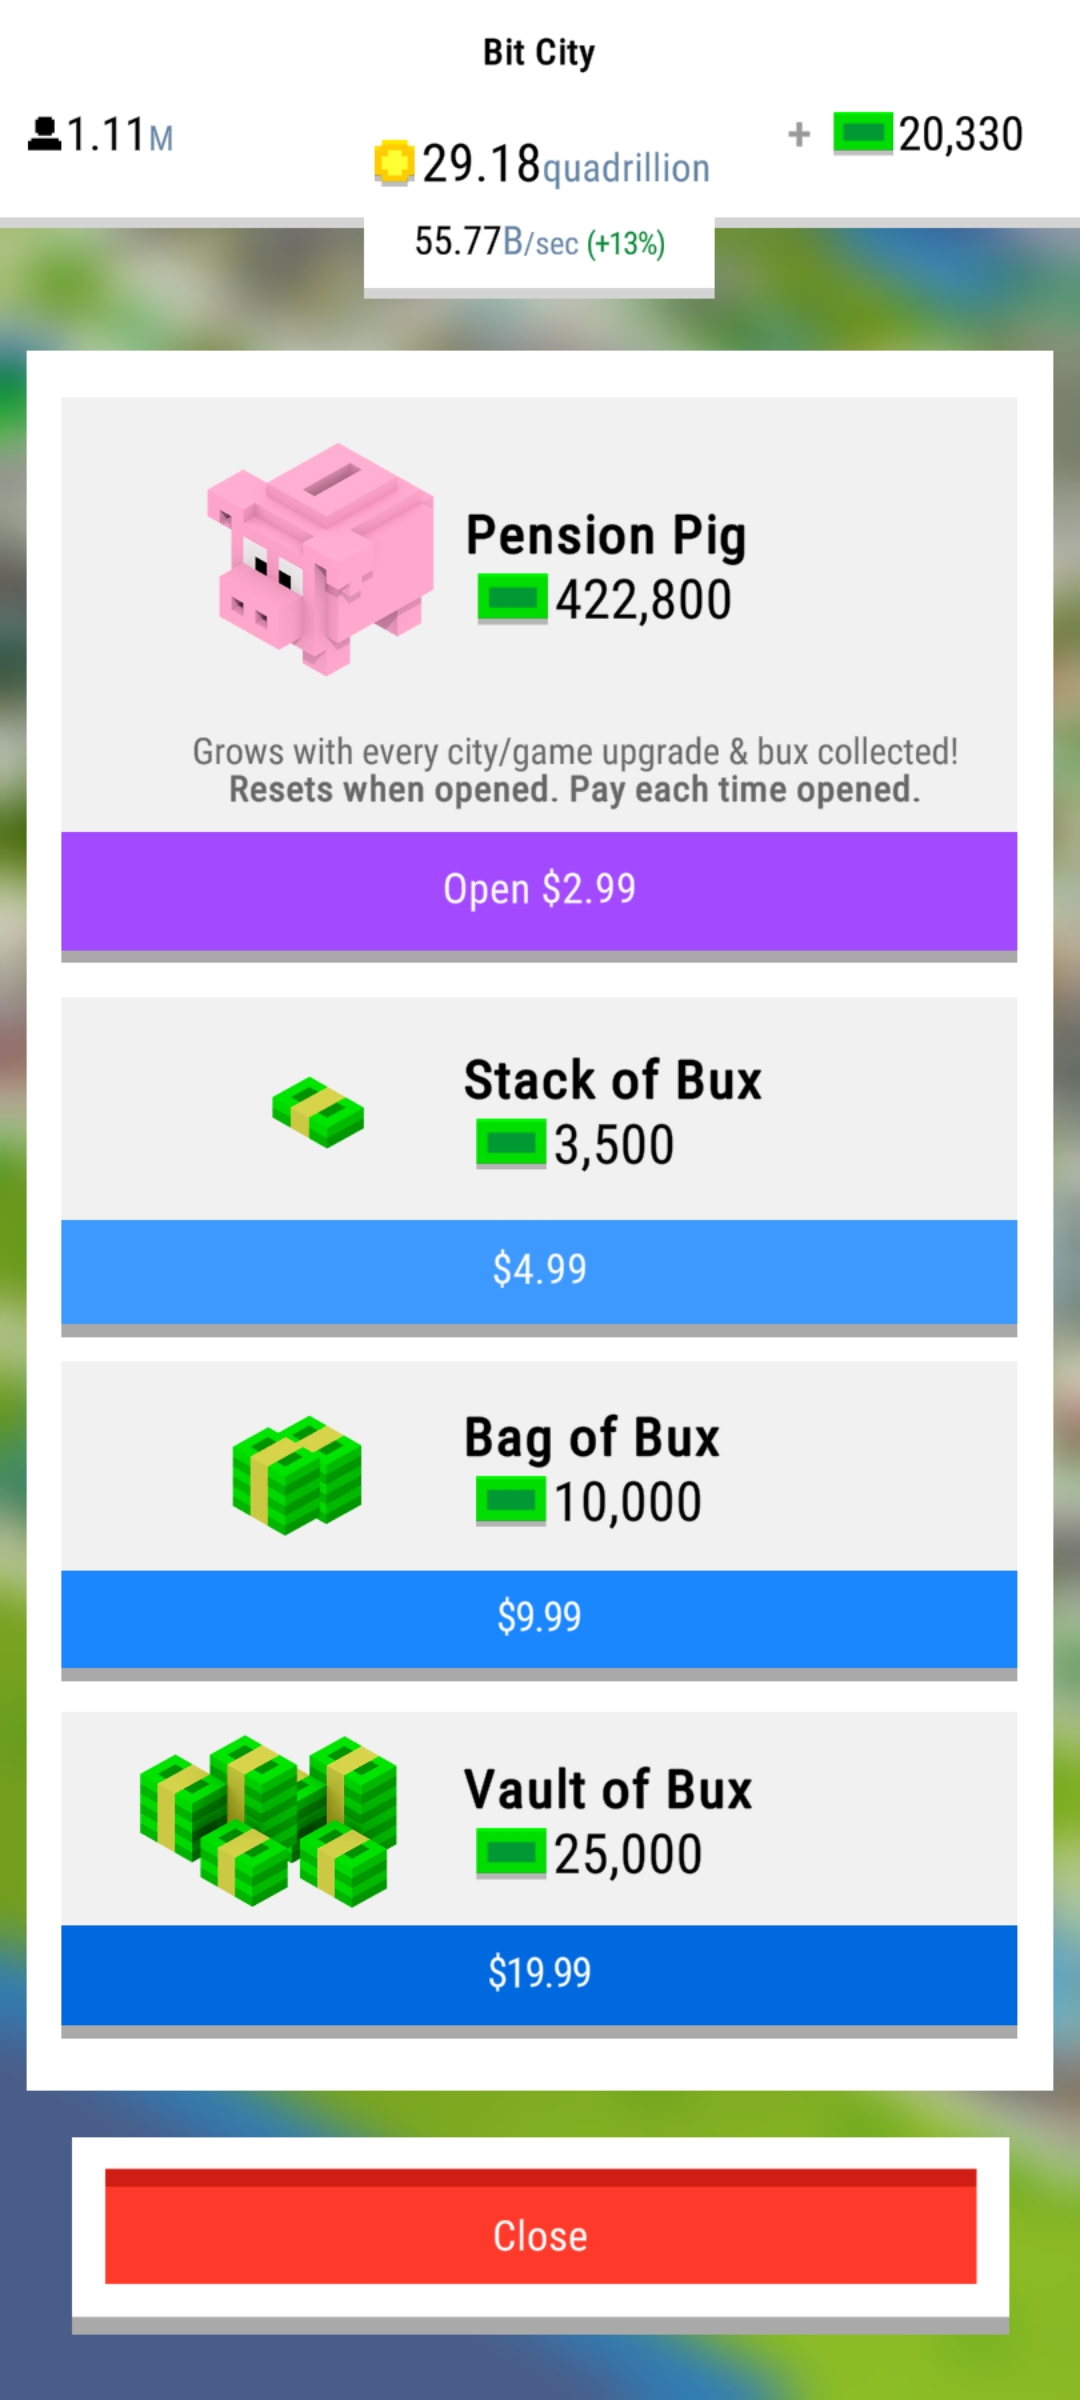 Bit City
1.11M
29.18quadrillion
+ 20,330
55.77B/sec (+13%)
Pension Pig
422,800
Grows with every city/game upgrade & bux collected!
Resets when opened. Pay each time opened.
Open $2.99
Stack of Bux
3,500
$4.99
Bag of Bux
10,000
$9.99
Vault of Bux
25,000
$19.99
Close